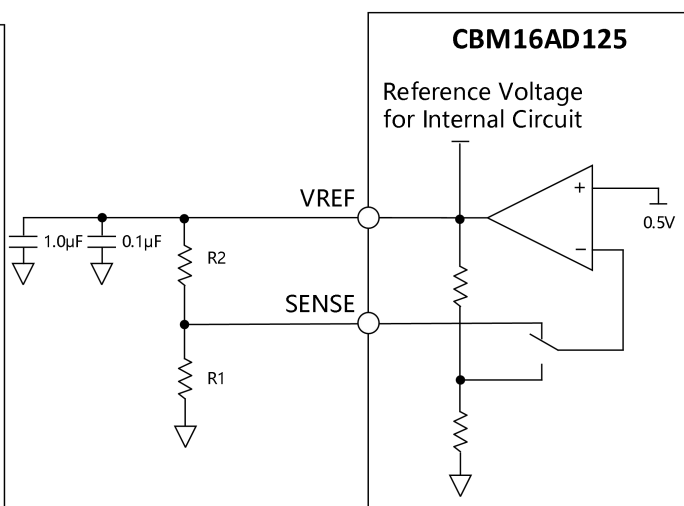 CBM16AD125
Reference Voltage
for Internal Circuit
VREF
+
0.5V
1.0μF
0.1μF
R2
−
SENSE
R1